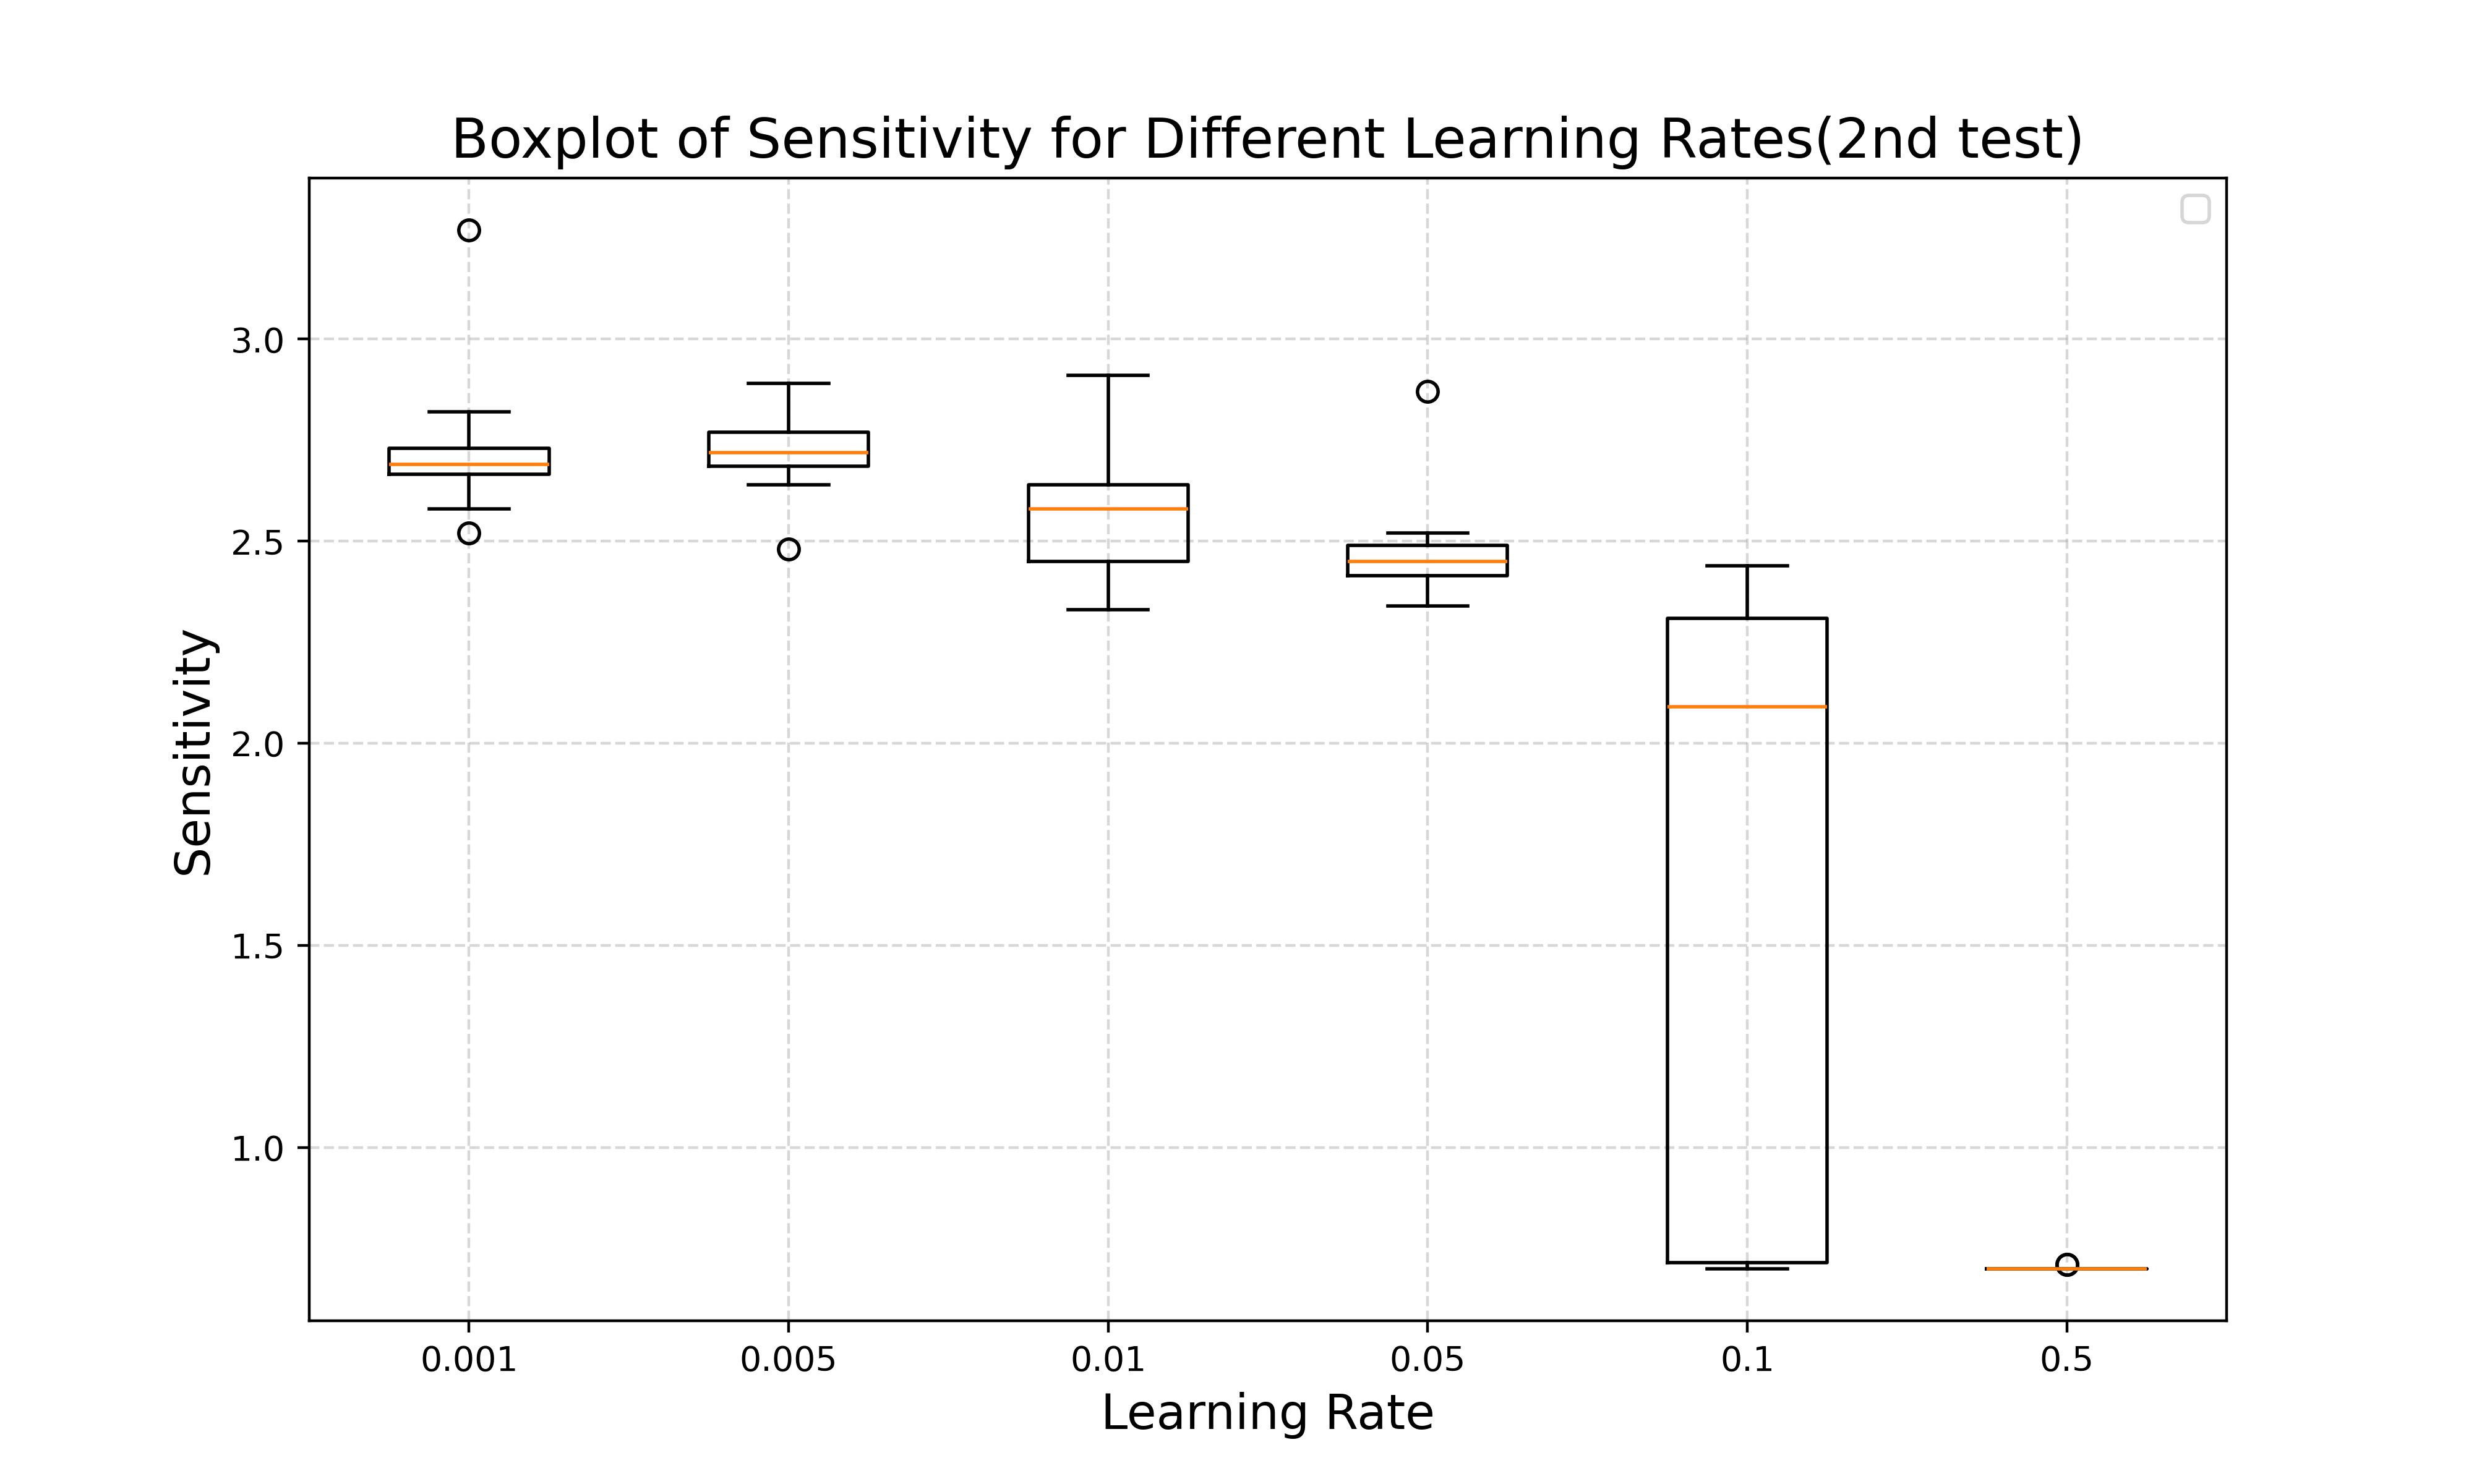 Boxplot of Sensitivity for Different Learning Rates(2nd test)
3.0
2.5
2.0
1.5
1.0
Sensitivity
0.001 0.005 0.01 0.05 0.1 0.5
Learning Rate